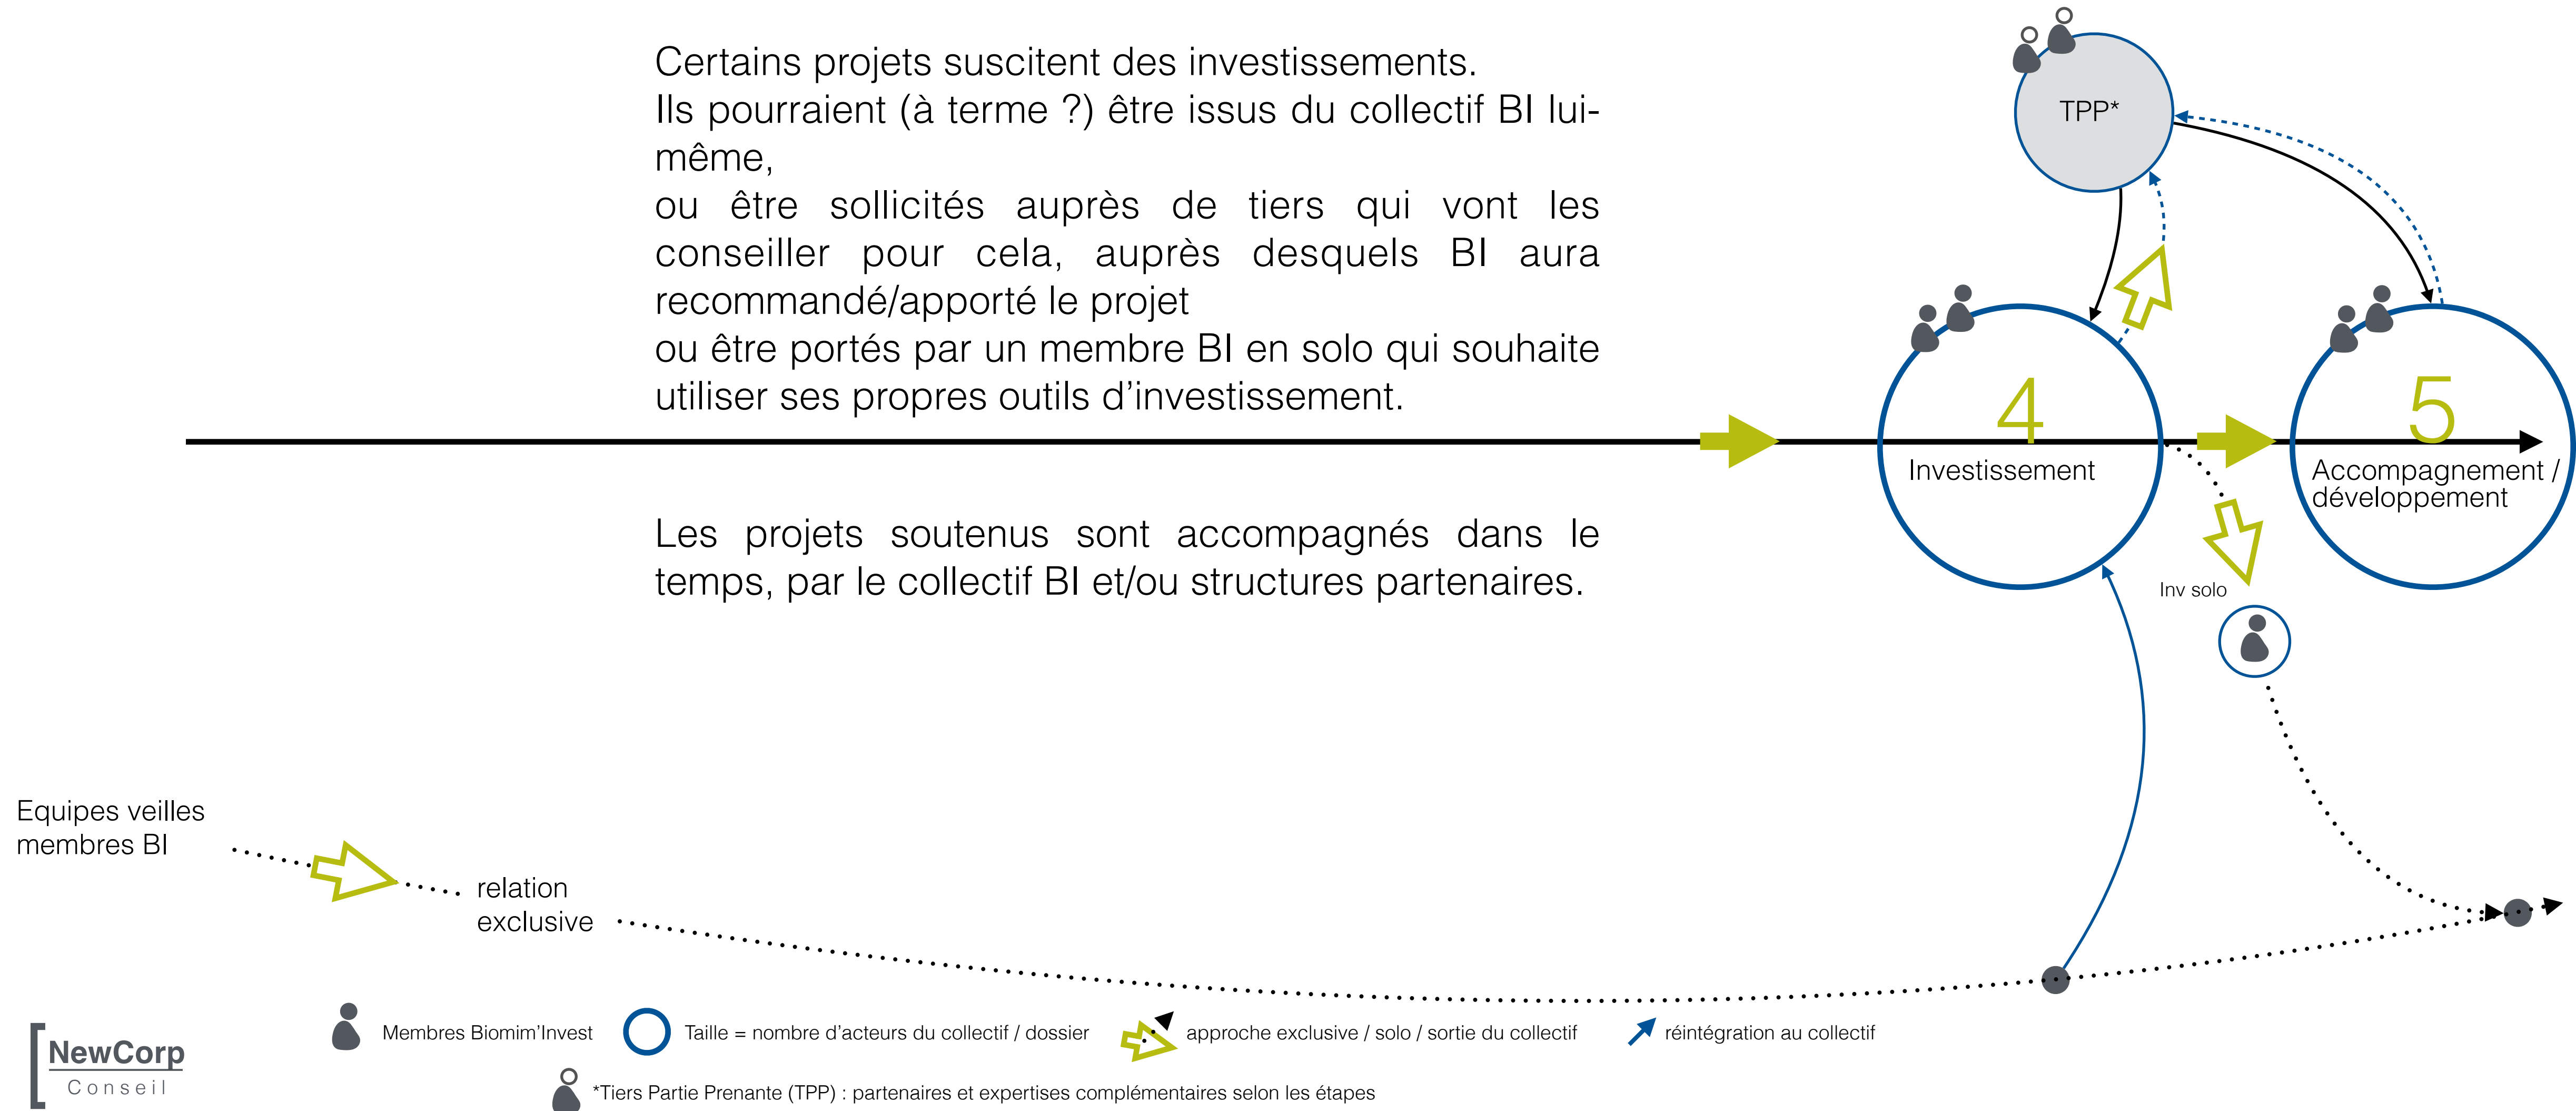 Certains projets suscitent des investissements.
Ils pourraient (à terme ?) être issus du collectif BI lui-
même,
ou être sollicités auprès de tiers qui vont les
conseiller pour cela, auprès desquels BI aura
recommandé/apporté le projet
ou être portés par un membre BI en solo qui souhaite
utiliser ses propres outils d’investissement.
TPP*
4
Investissement
5
Accompagnement /
développement
Les projets soutenus sont accompagnés dans le
temps, par le collectif BI et/ou structures partenaires.
Inv solo
Equipes veilles
membres BI
relation
exclusive
Membres Biomim’Invest
Taille = nombre d’acteurs du collectif / dossier
approche exclusive / solo / sortie du collectif
réintégration au collectif
NewCorp
Conseil
*Tiers Partie Prenante (TPP) : partenaires et expertises complémentaires selon les étapes